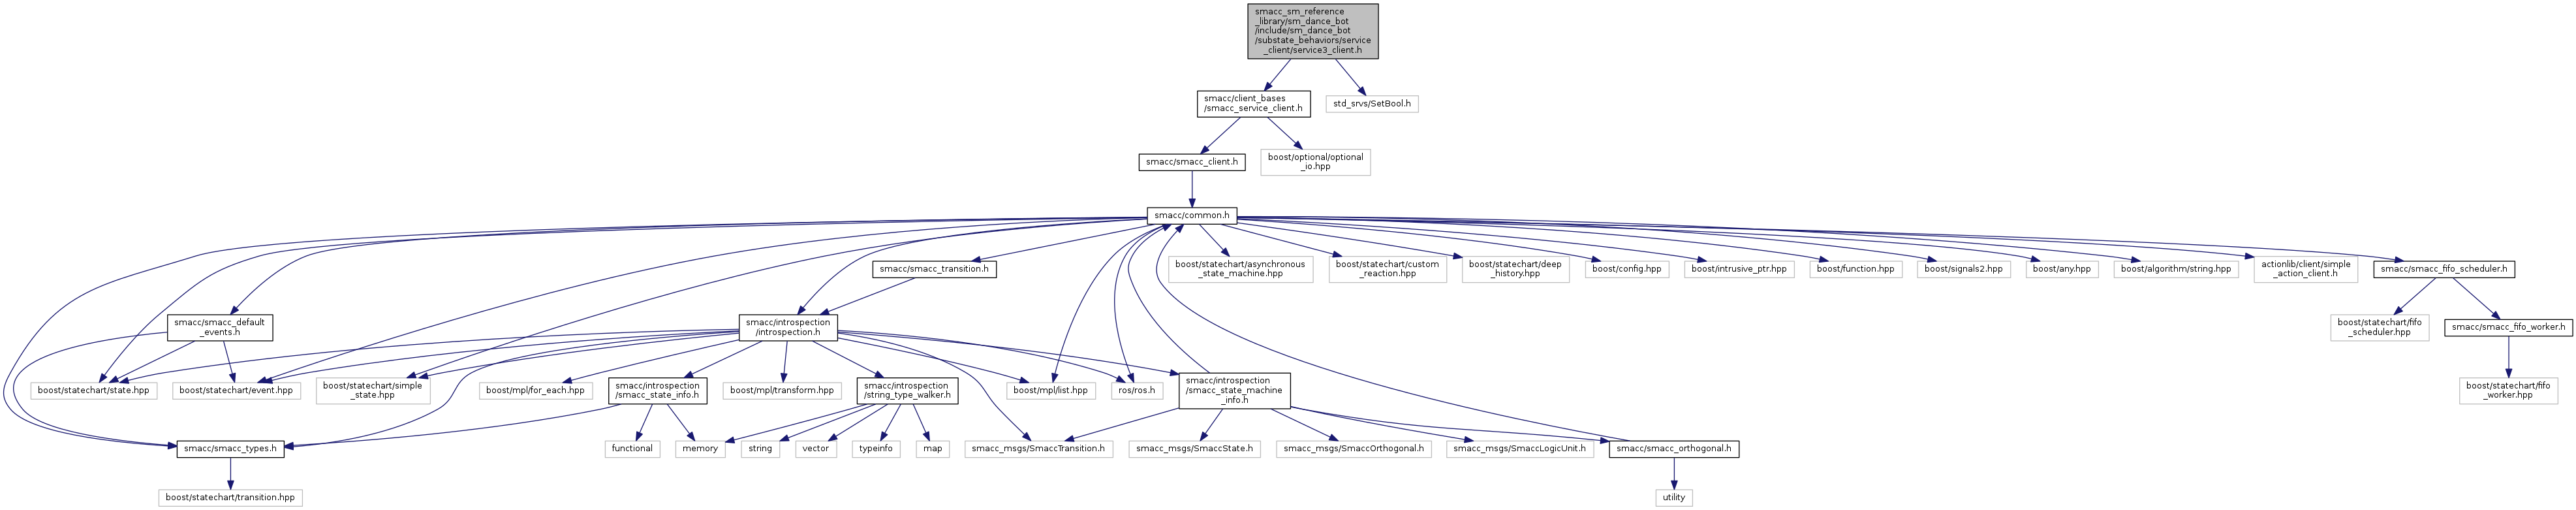 smacc_sm_reference
_library/sm_dance_bot
/include/sm_dance_bot
/substate_behaviors/service
_client/service3_client.h
smacc/client_bases
/smacc_service_client.h
std_srvs/SetBool.h
smacc/smacc_client.h
boost/optional/optional
_io.hpp
smacc/common.h
smacc/smacc_transition.h
boost/statechart/asynchronous
_state_machine.hpp
boost/statechart/custom
_reaction.hpp
boost/statechart/deep
_history.hpp
boost/config.hpp
boost/intrusive_ptr.hpp
boost/function.hpp
boost/signals2.hpp
boost/any.hpp
boost/algorithm/string.hpp
actionlib/client/simple
_action_client.h
smacc/smacc_fifo_scheduler.h
smacc/smacc_default
_events.h
smacc/introspection
/introspection.h
boost/statechart/fifo
_scheduler.hpp
smacc/smacc_fifo_worker.h
boost/statechart/state.hpp
boost/statechart/event.hpp
boost/statechart/simple
_state.hpp
boost/mpl/for_each.hpp
smacc/introspection
/smacc_state_info.h
boost/mpl/transform.hpp
smacc/introspection
/string_type_walker.h
boost/mpl/list.hpp
ros/ros.h
smacc/introspection
/smacc_state_machine
_info.h
boost/statechart/fifo
_worker.hpp
smacc/smacc_types.h
functional
memory
string
vector
typeinfo
map
smacc_msgs/SmaccTransition.h
smacc_msgs/SmaccState.h
smacc_msgs/SmaccOrthogonal.h
smacc_msgs/SmaccLogicUnit.h
smacc/smacc_orthogonal.h
boost/statechart/transition.hpp
utility